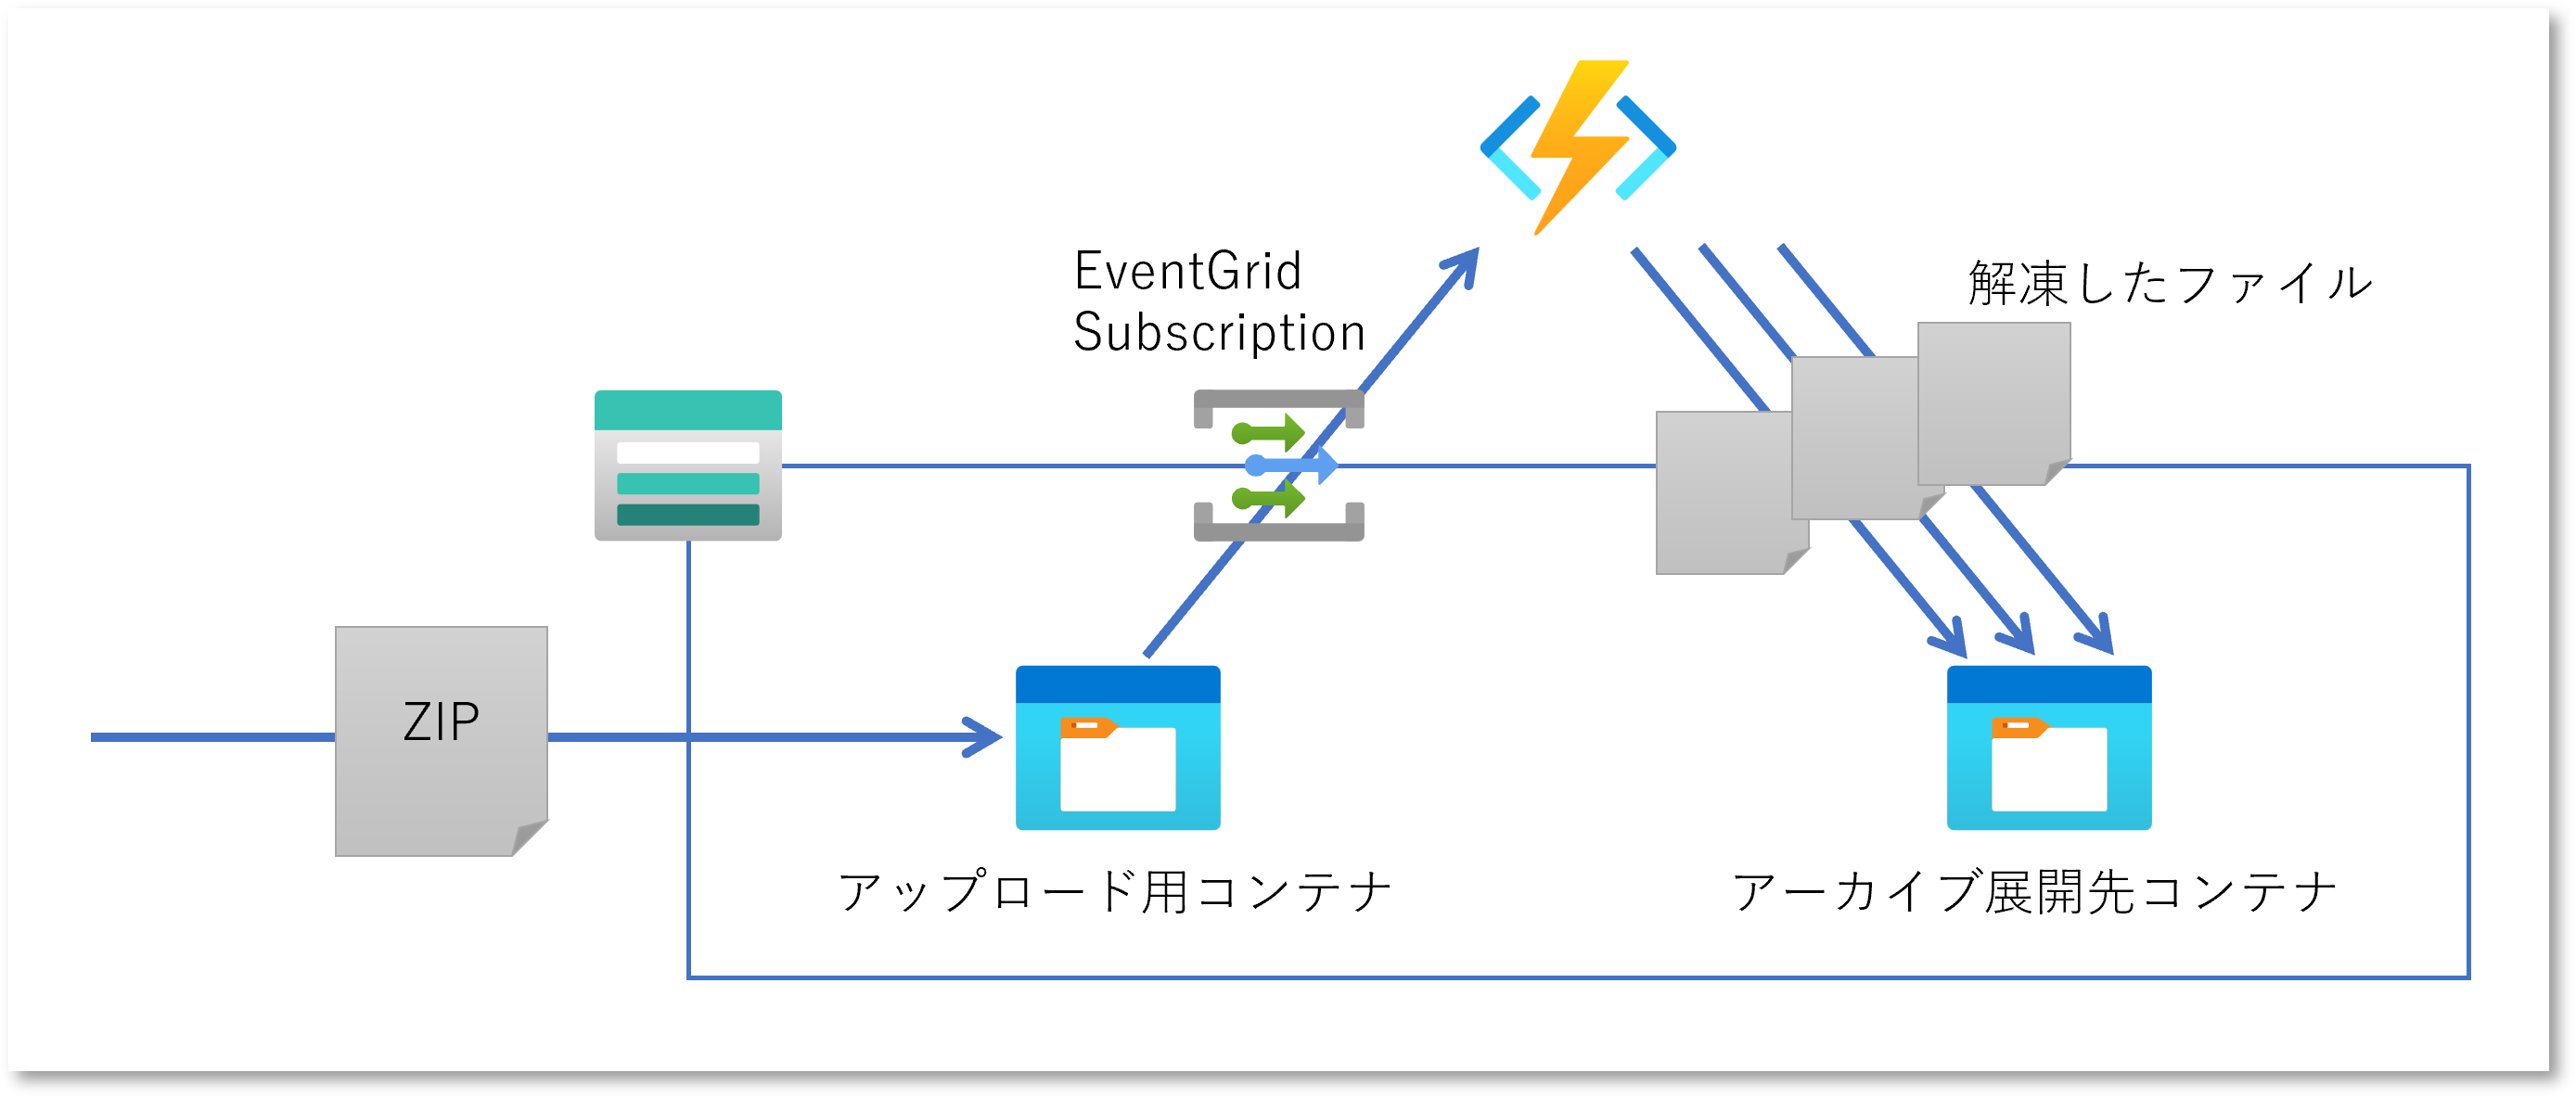 EventGrid
Subscription
解凍したファイル
ZIP
アップロード用コンテナ
アーカイブ展開先コンテナ